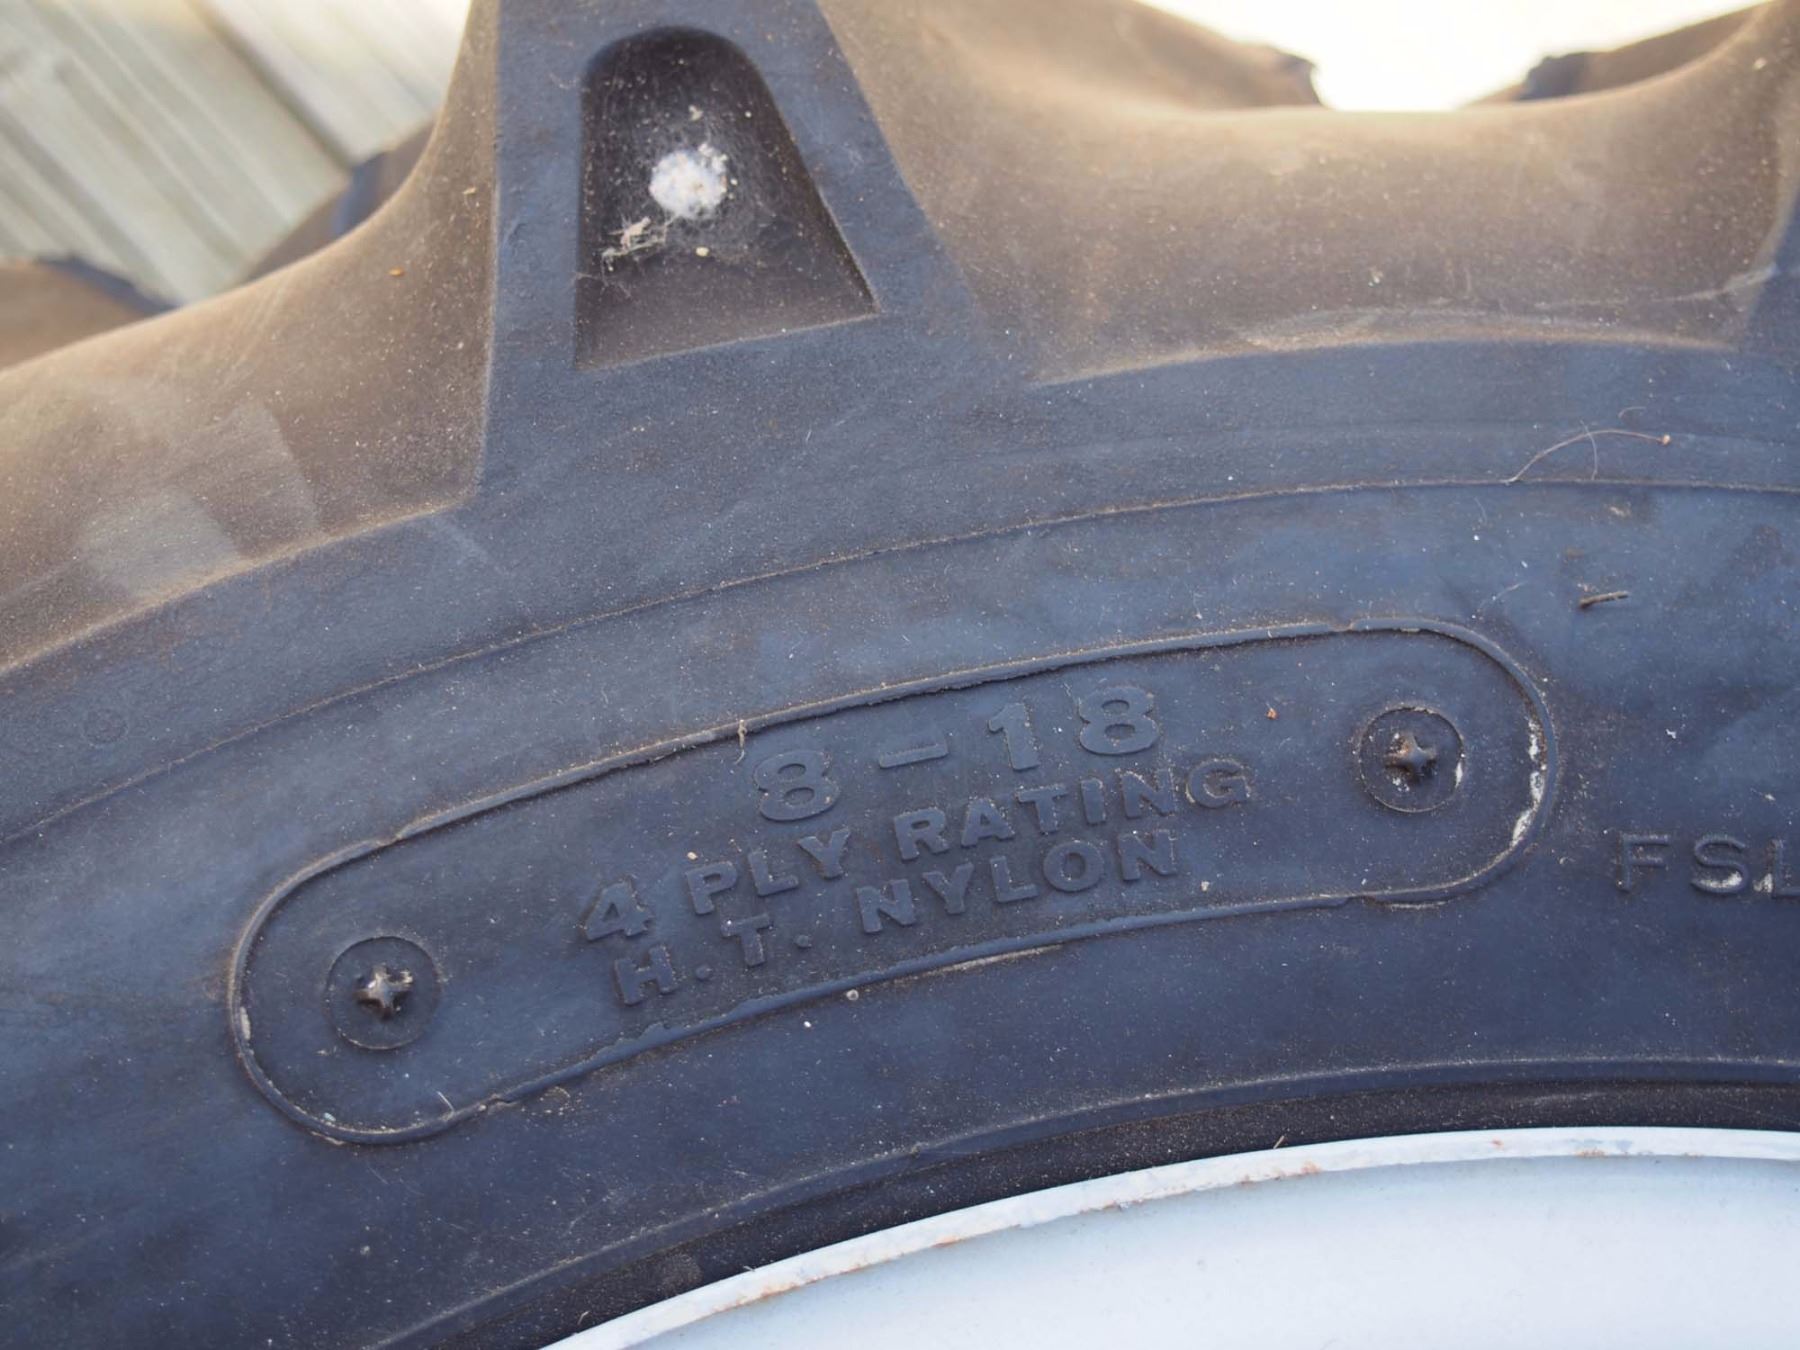 8-18
4 PLY RATING
H.T. NYLON
FSL